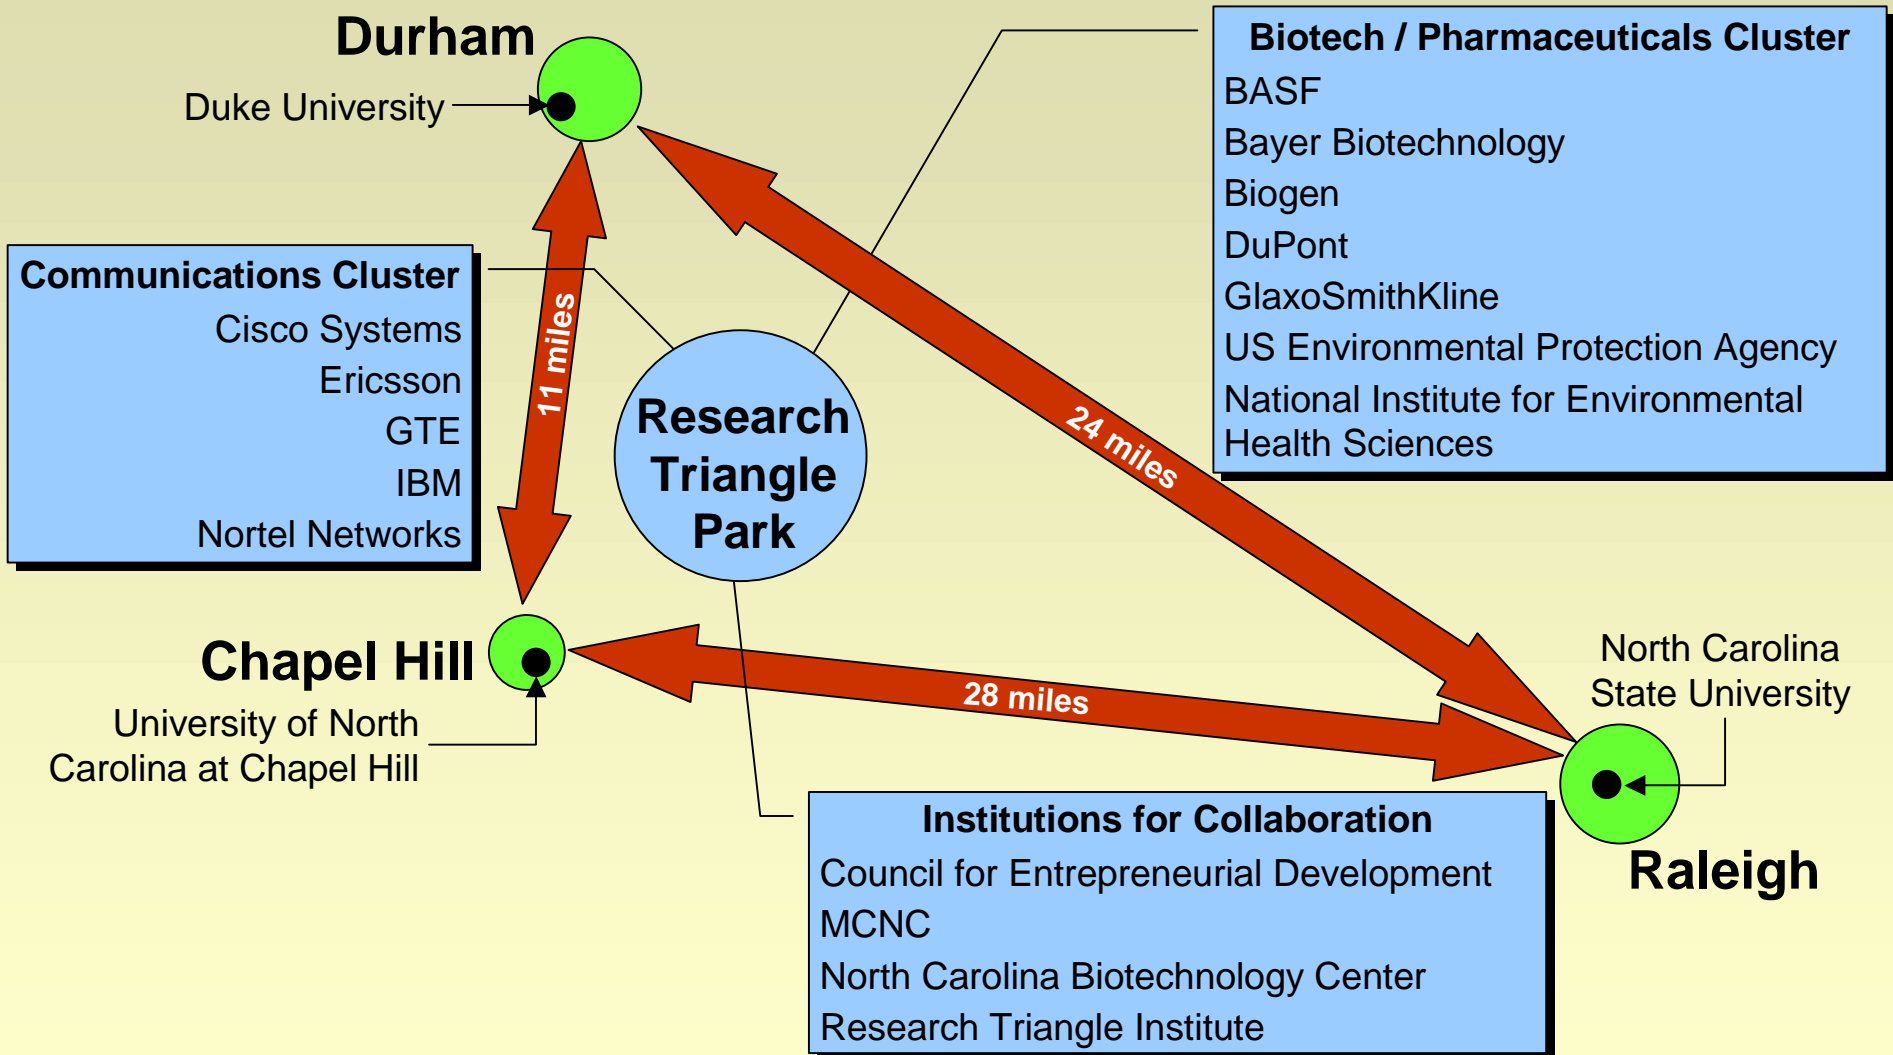 Durham
Duke University
Biotech / Pharmaceuticals Cluster
BASF
Bayer Biotechnology
Biogen
DuPont
GlaxoSmithKline
US Environmental Protection Agency
National Institute for Environmental
Health Sciences
Communications Cluster
Cisco Systems
Ericsson
GTE
IBM
Nortel Networks
11 miles
Research
Triangle
Park
24 miles
Chapel Hill
University of North
Carolina at Chapel Hill
28 miles
North Carolina
State University
Raleigh
Institutions for Collaboration
Council for Entrepreneurial Development
MCNC
North Carolina Biotechnology Center
Research Triangle Institute